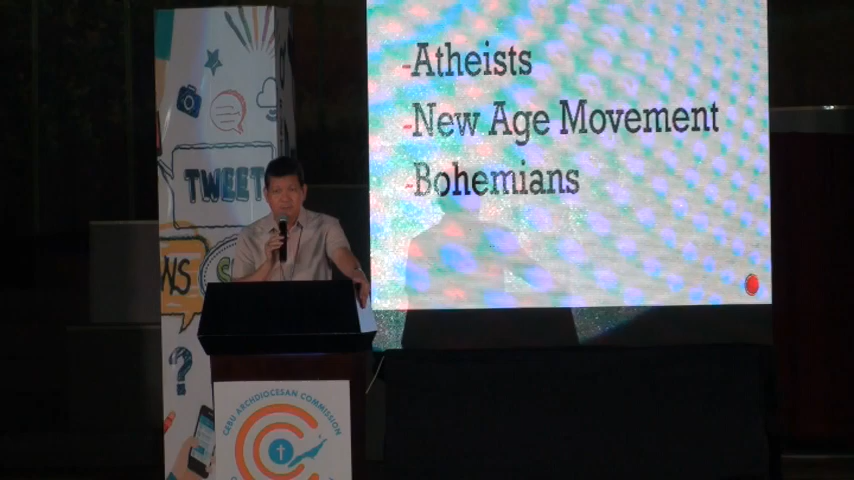 -Atheists
-New Age Movement
-Bohemians
TWEET
WS
?
CEBU ARCHDIOCESAN COMMISSION